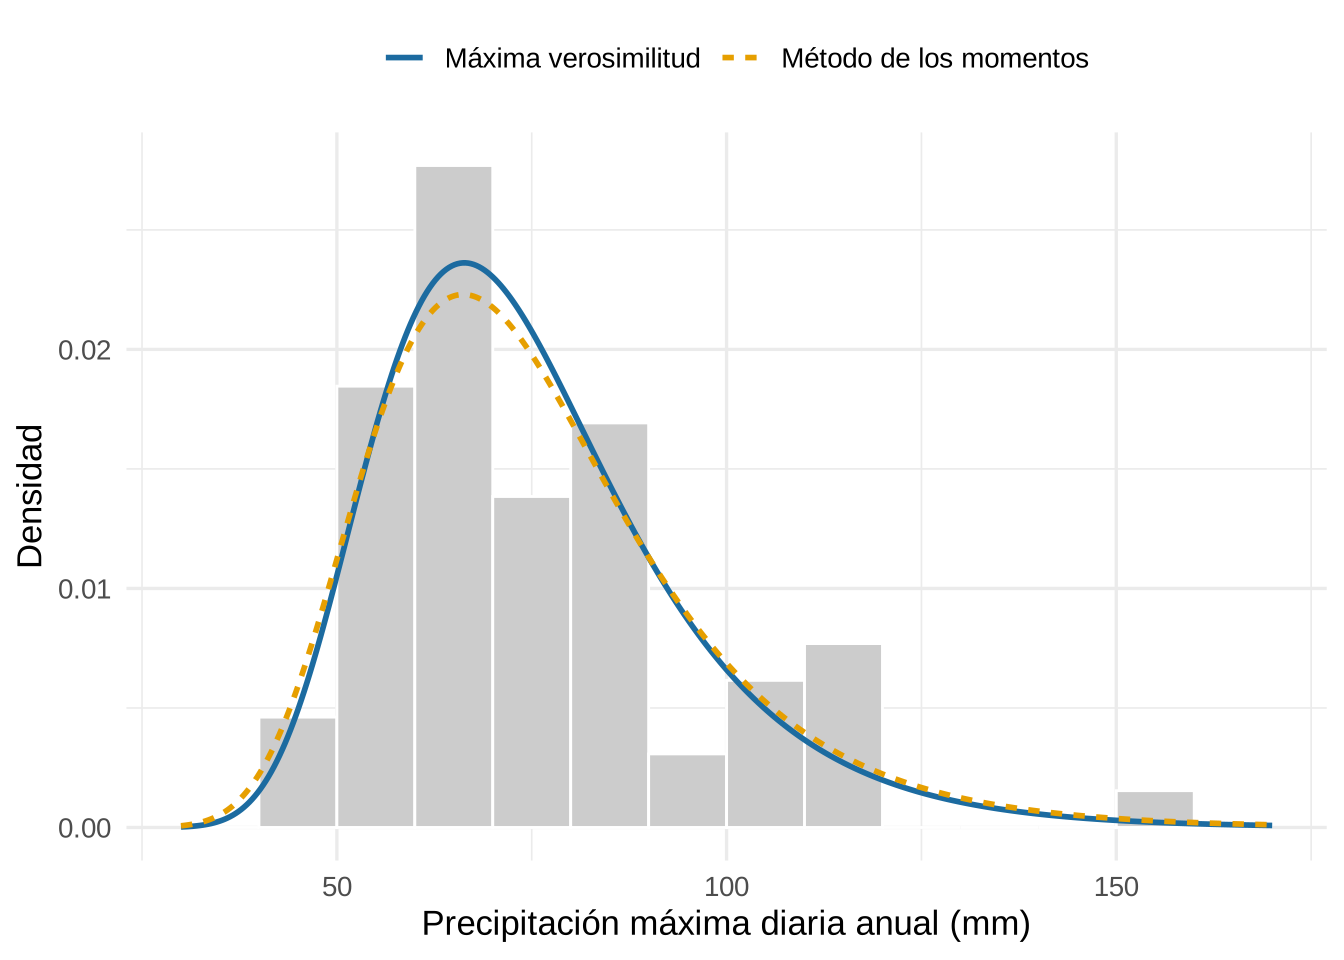 Máxima verosimilitud Método de los momentos
0.02
0.01
0.00
Densidad
50 100 150
Precipitación máxima diaria anual (mm)